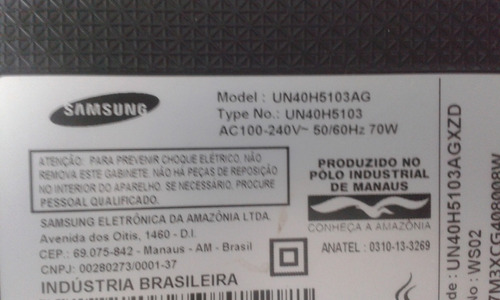 SAMSUNG
Model : UN40H5103AG
Type No.: UN40H5103
AC100-240V~ 50/60Hz 70W
ATENÇÃO: PARA PREVENIR CHOQUE ELÉTRICO, NÃO
REMOVA ESTE GABINETE. NÃO HÁ PEÇAS DE REPOSIÇÃO
NO INTERIOR DO APARELHO. SE NECESSÁRIO, PROCURE
PESSOAL QUALIFICADO.
SAMSUNG ELETRÔNICA DA AMAZÔNIA LTDA.
Avenida dos Oitis, 1460 - D.I.
CEP.: 69.075-842 - Manaus - AM - Brasil
CNPJ: 00280273/0001-37
INDÚSTRIA BRASILEIRA
PRODUZIDO NO
PÓLO INDUSTRIAL
DE MANAUS
CONHEÇA A AMAZÔNIA
ANATEL : 0310-13-3269
de : UN40H5103AGXZD
No : WS02